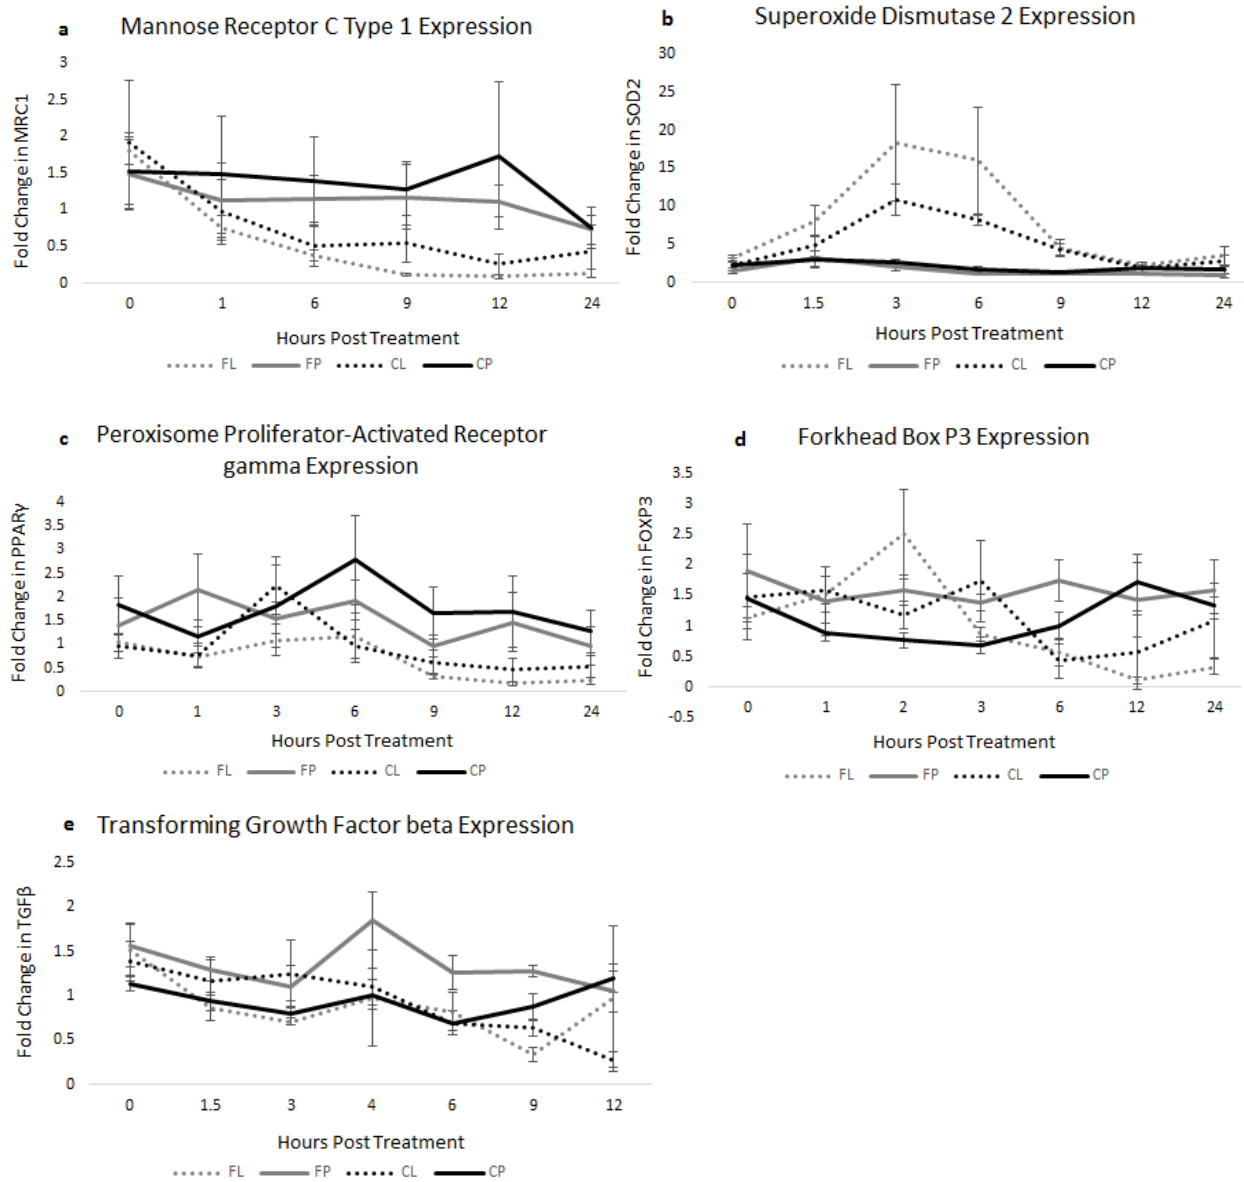 a Mannose Receptor C Type 1 Expression
Fold Change in MRC1
3
2.5
2
1.5
1
0.5
0
0 1 6 9 12 24
Hours Post Treatment
FL FP CL CP
b Superoxide Dismutase 2 Expression
Fold Change in SOD2
30
25
20
15
10
5
0
0 1.5 3 6 9 12 24
Hours Post Treatment
FL FP CL CP
c Peroxisome Proliferator-Activated Receptor
gamma Expression
Fold Change in PPARγ
4
3.5
3
2.5
2
1.5
1
0.5
0
0 1 3 6 9 12 24
Hours Post Treatment
FL FP CL CP
d Forkhead Box P3 Expression
Fold Change in FOXP3
3.5
3
2.5
2
1.5
1
0.5
0
-0.5
0 1 2 3 6 12 24
Hours Post Treatment
FL FP CL CP
e Transforming Growth Factor beta Expression
Fold Change in TGFβ
2.5
2
1.5
1
0.5
0
0 1.5 3 4 6 9 12
Hours Post Treatment
FL FP CL CP